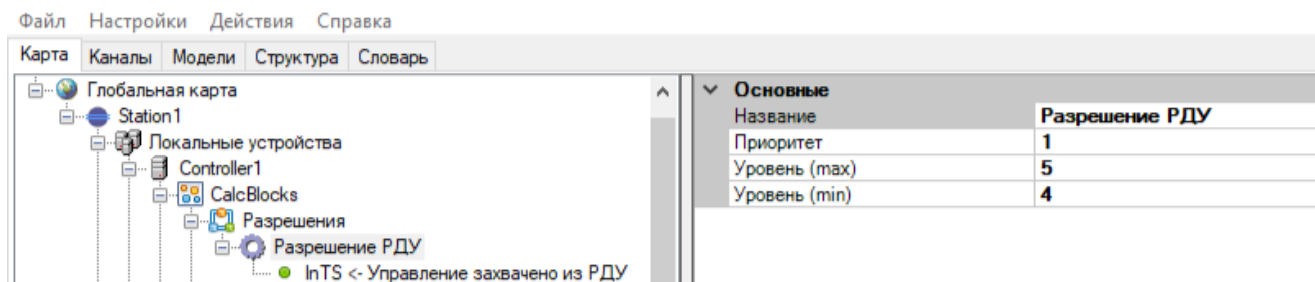 Файл Настройки Действия Справка
Карта Каналы Модели Структура Словарь
Глобальная карта
Station1
Локальные устройства
Controller1
CalcBlocks
Разрешения
Разрешение РДУ
InTS <- Управление захвачено из РДУ
Основные
Название Разрешение РДУ
Приоритет 1
Уровень (max) 5
Уровень (min) 4